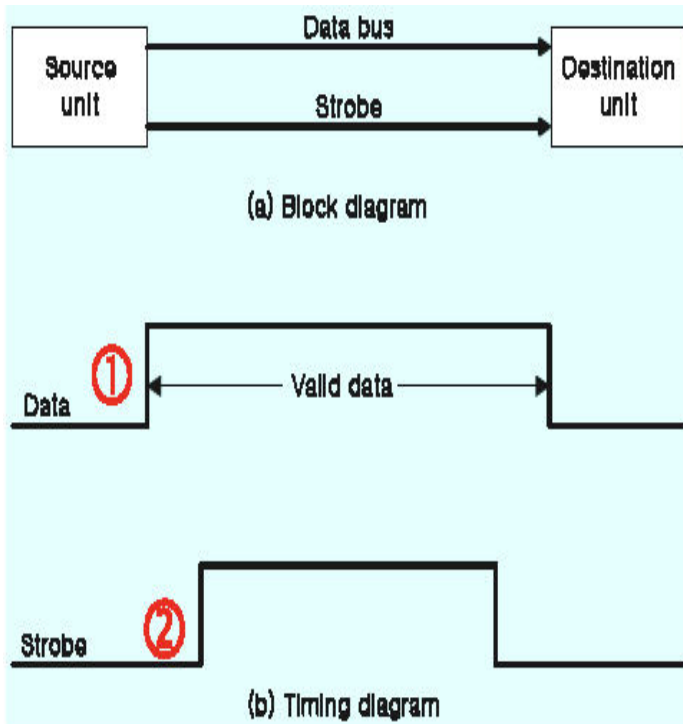 Data bus
Source
unit
Destination
unit
Strobe
(a) Block diagram
①
Valid data
Data
②
Strobe
(b) Timing diagram